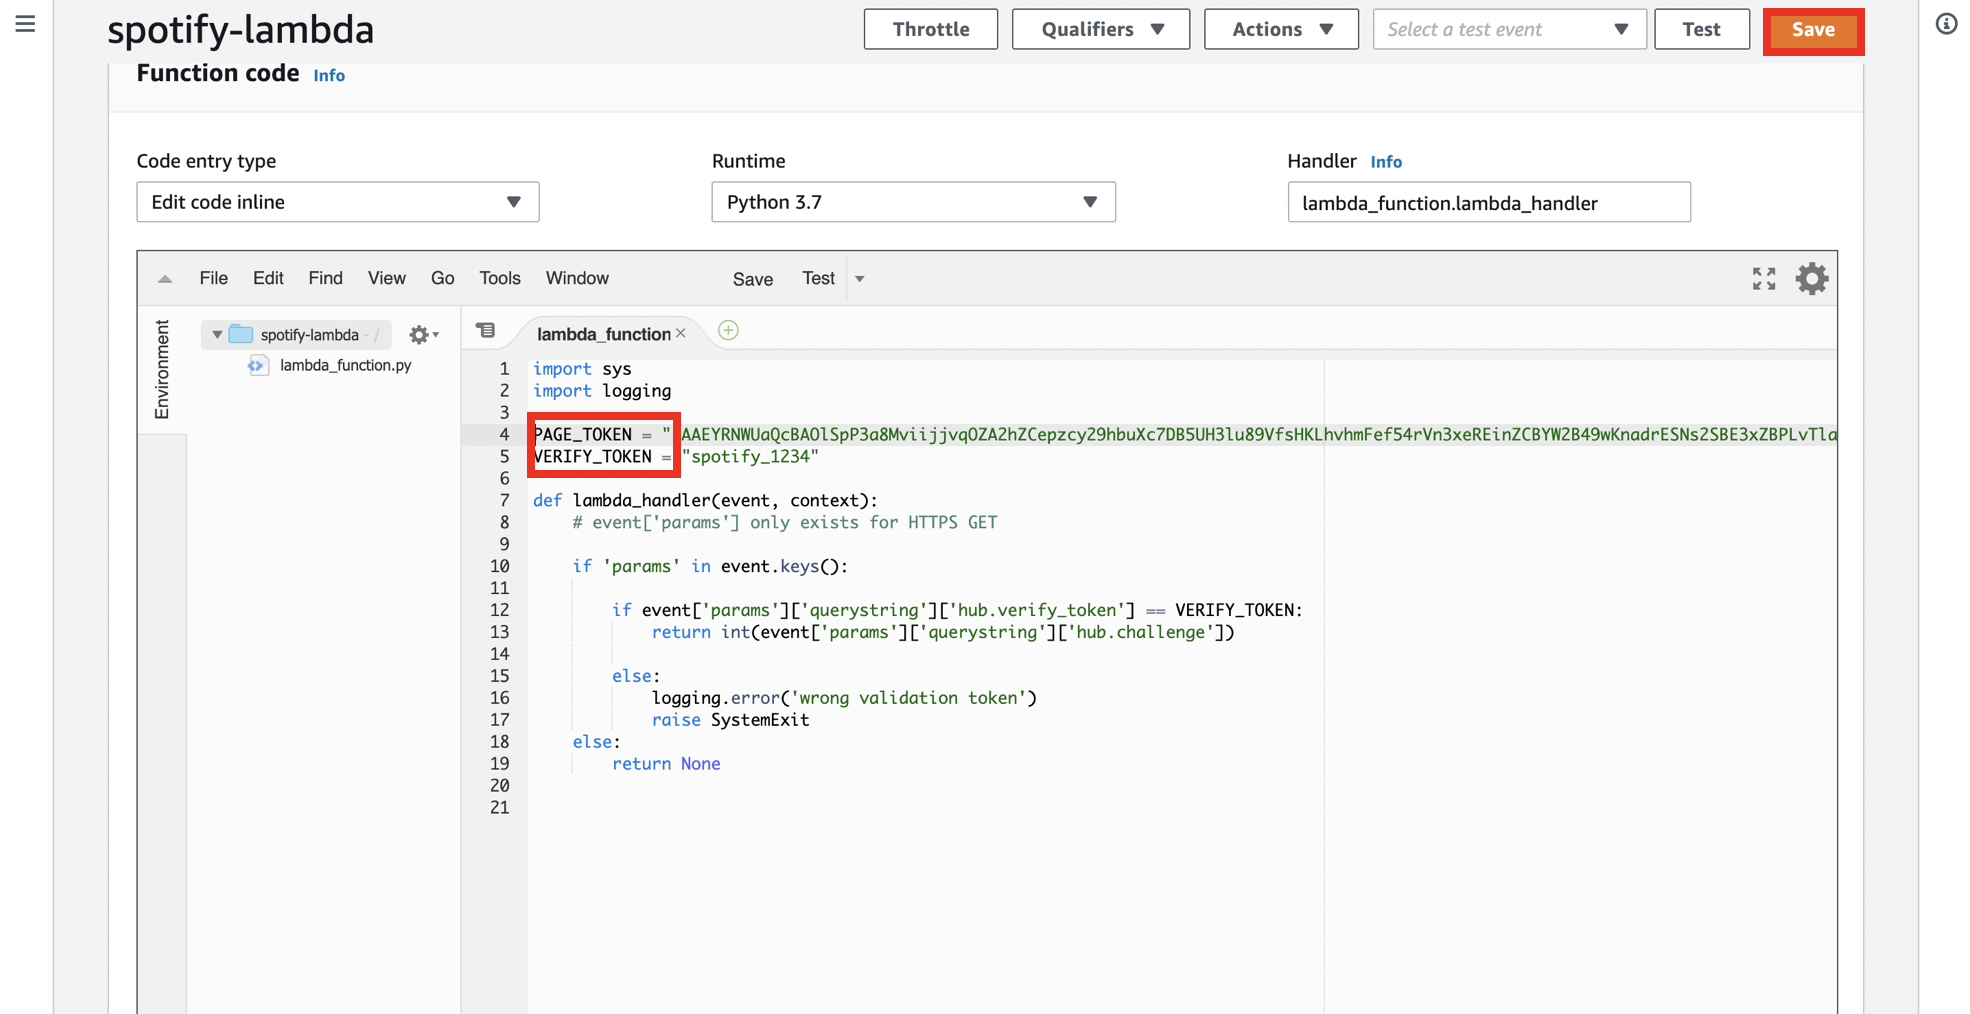 spotify-lambda
Throttle
Qualifiers
Actions
Select a test event
Test
Save
Function code Info
Code entry type
Runtime
Handler Info
Edit code inline
Python 3.7
lambda_function.lambda_handler
File Edit Find View Go Tools Window Save Test
Environment
spotify-lambda - /
lambda_function.py
lambda_function ×
1 import sys
2 import logging
3
4 PAGE_TOKEN = "
5 VERIFY_TOKEN = "spotify_1234"
6
7 def lambda_handler(event, context):
8 # event['params'] only exists for HTTPS GET
9
10 if 'params' in event.keys():
11
12 if event['params']['querystring']['hub.verify_token'] == VERIFY_TOKEN:
13 return int(event['params']['querystring']['hub.challenge'])
14
15 else:
16 logging.error('wrong validation token')
17 raise SystemExit
18 else:
19 return None
20
21